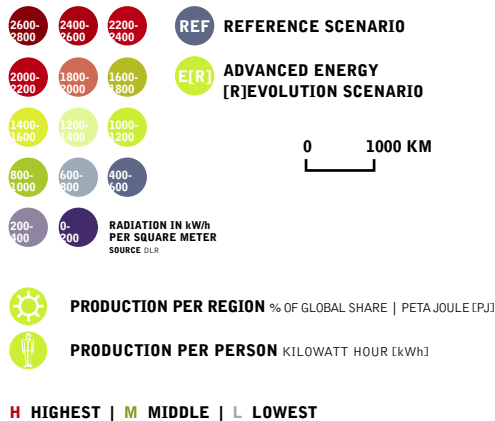 2600-
2800
2400-
2600
2200-
2400
REF REFERENCE SCENARIO
2000-
2200
1800-
2000
1600-
1800
E[R] ADVANCED ENERGY
[R]EVOLUTION SCENARIO
1400-
1600
1200-
1400
1000-
1200
0 1000 KM
800-
1000
600-
800
400-
600
200-
400
0-
200
RADIATION IN kW/h
PER SQUARE METER
SOURCE DLR
PRODUCTION PER REGION % OF GLOBAL SHARE | PETA JOULE [PJ]
PRODUCTION PER PERSON KILOWATT HOUR [kWh]
H HIGHEST | M MIDDLE | L LOWEST